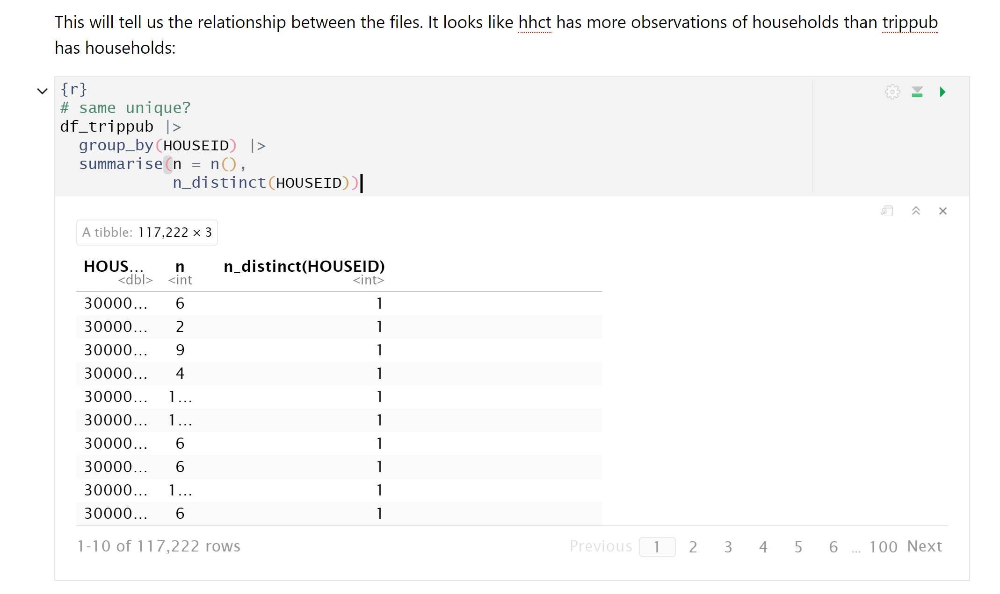 This will tell us the relationship between the files. It looks like hhct has more observations of households than trippub
has households:
{r}
# same unique?
df_trippub |>
  group_by(HOUSEID) |>
  summarise(n = n(),
            n_distinct(HOUSEID))
A tibble: 117,222 × 3
HOUS... n n_distinct(HOUSEID)
<dbl> <int <int>
30000... 6 1
30000... 2 1
30000... 9 1
30000... 4 1
30000... 1... 1
30000... 1... 1
30000... 6 1
30000... 6 1
30000... 1... 1
30000... 6 1
1-10 of 117,222 rows Previous 1 2 3 4 5 6 ... 100 Next